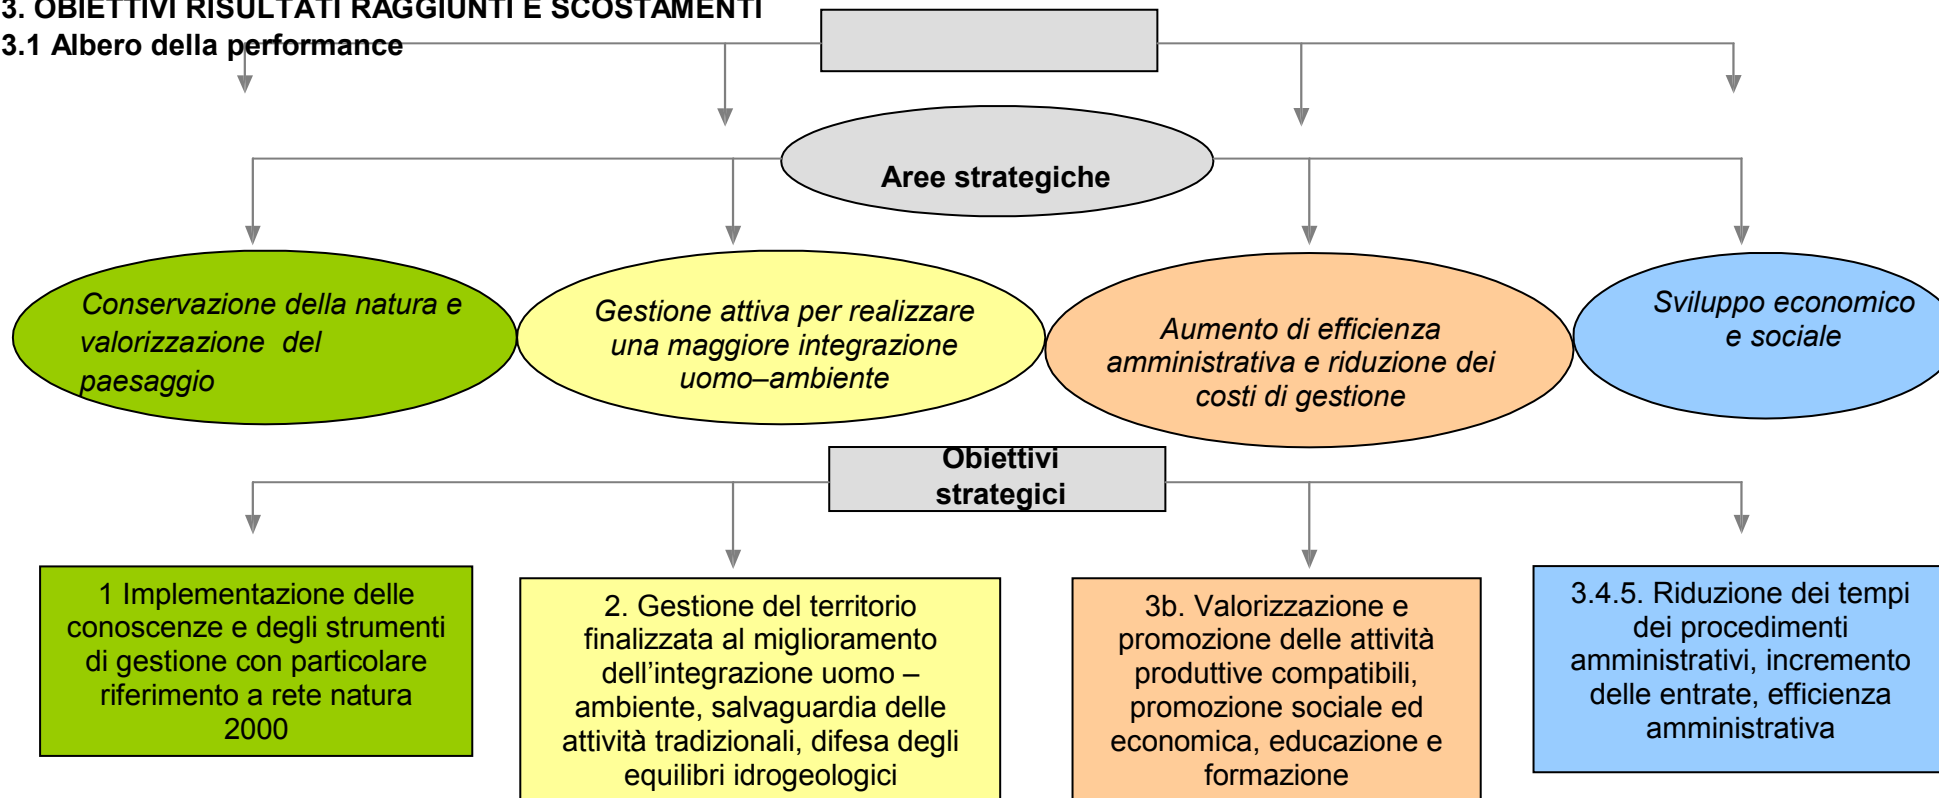 3. OBIETTIVI RISULTATI RAGGIUNTI E SCOSTAMENTI
3.1 Albero della performance
Aree strategiche
Conservazione della natura e
valorizzazione del
paesaggio
Gestione attiva per realizzare
una maggiore integrazione
uomo–ambiente
Aumento di efficienza
amministrativa e riduzione dei
costi di gestione
Sviluppo economico
e sociale
Obiettivi
strategici
1 Implementazione delle
conoscenze e degli strumenti
di gestione con particolare
riferimento a rete natura
2000
2. Gestione del territorio
finalizzata al miglioramento
dell’integrazione uomo –
ambiente, salvaguardia delle
attività tradizionali, difesa degli
equilibri idrogeologici
3b. Valorizzazione e
promozione delle attività
produttive compatibili,
promozione sociale ed
economica, educazione e
formazione
3.4.5. Riduzione dei tempi
dei procedimenti
amministrativi, incremento
delle entrate, efficienza
amministrativa